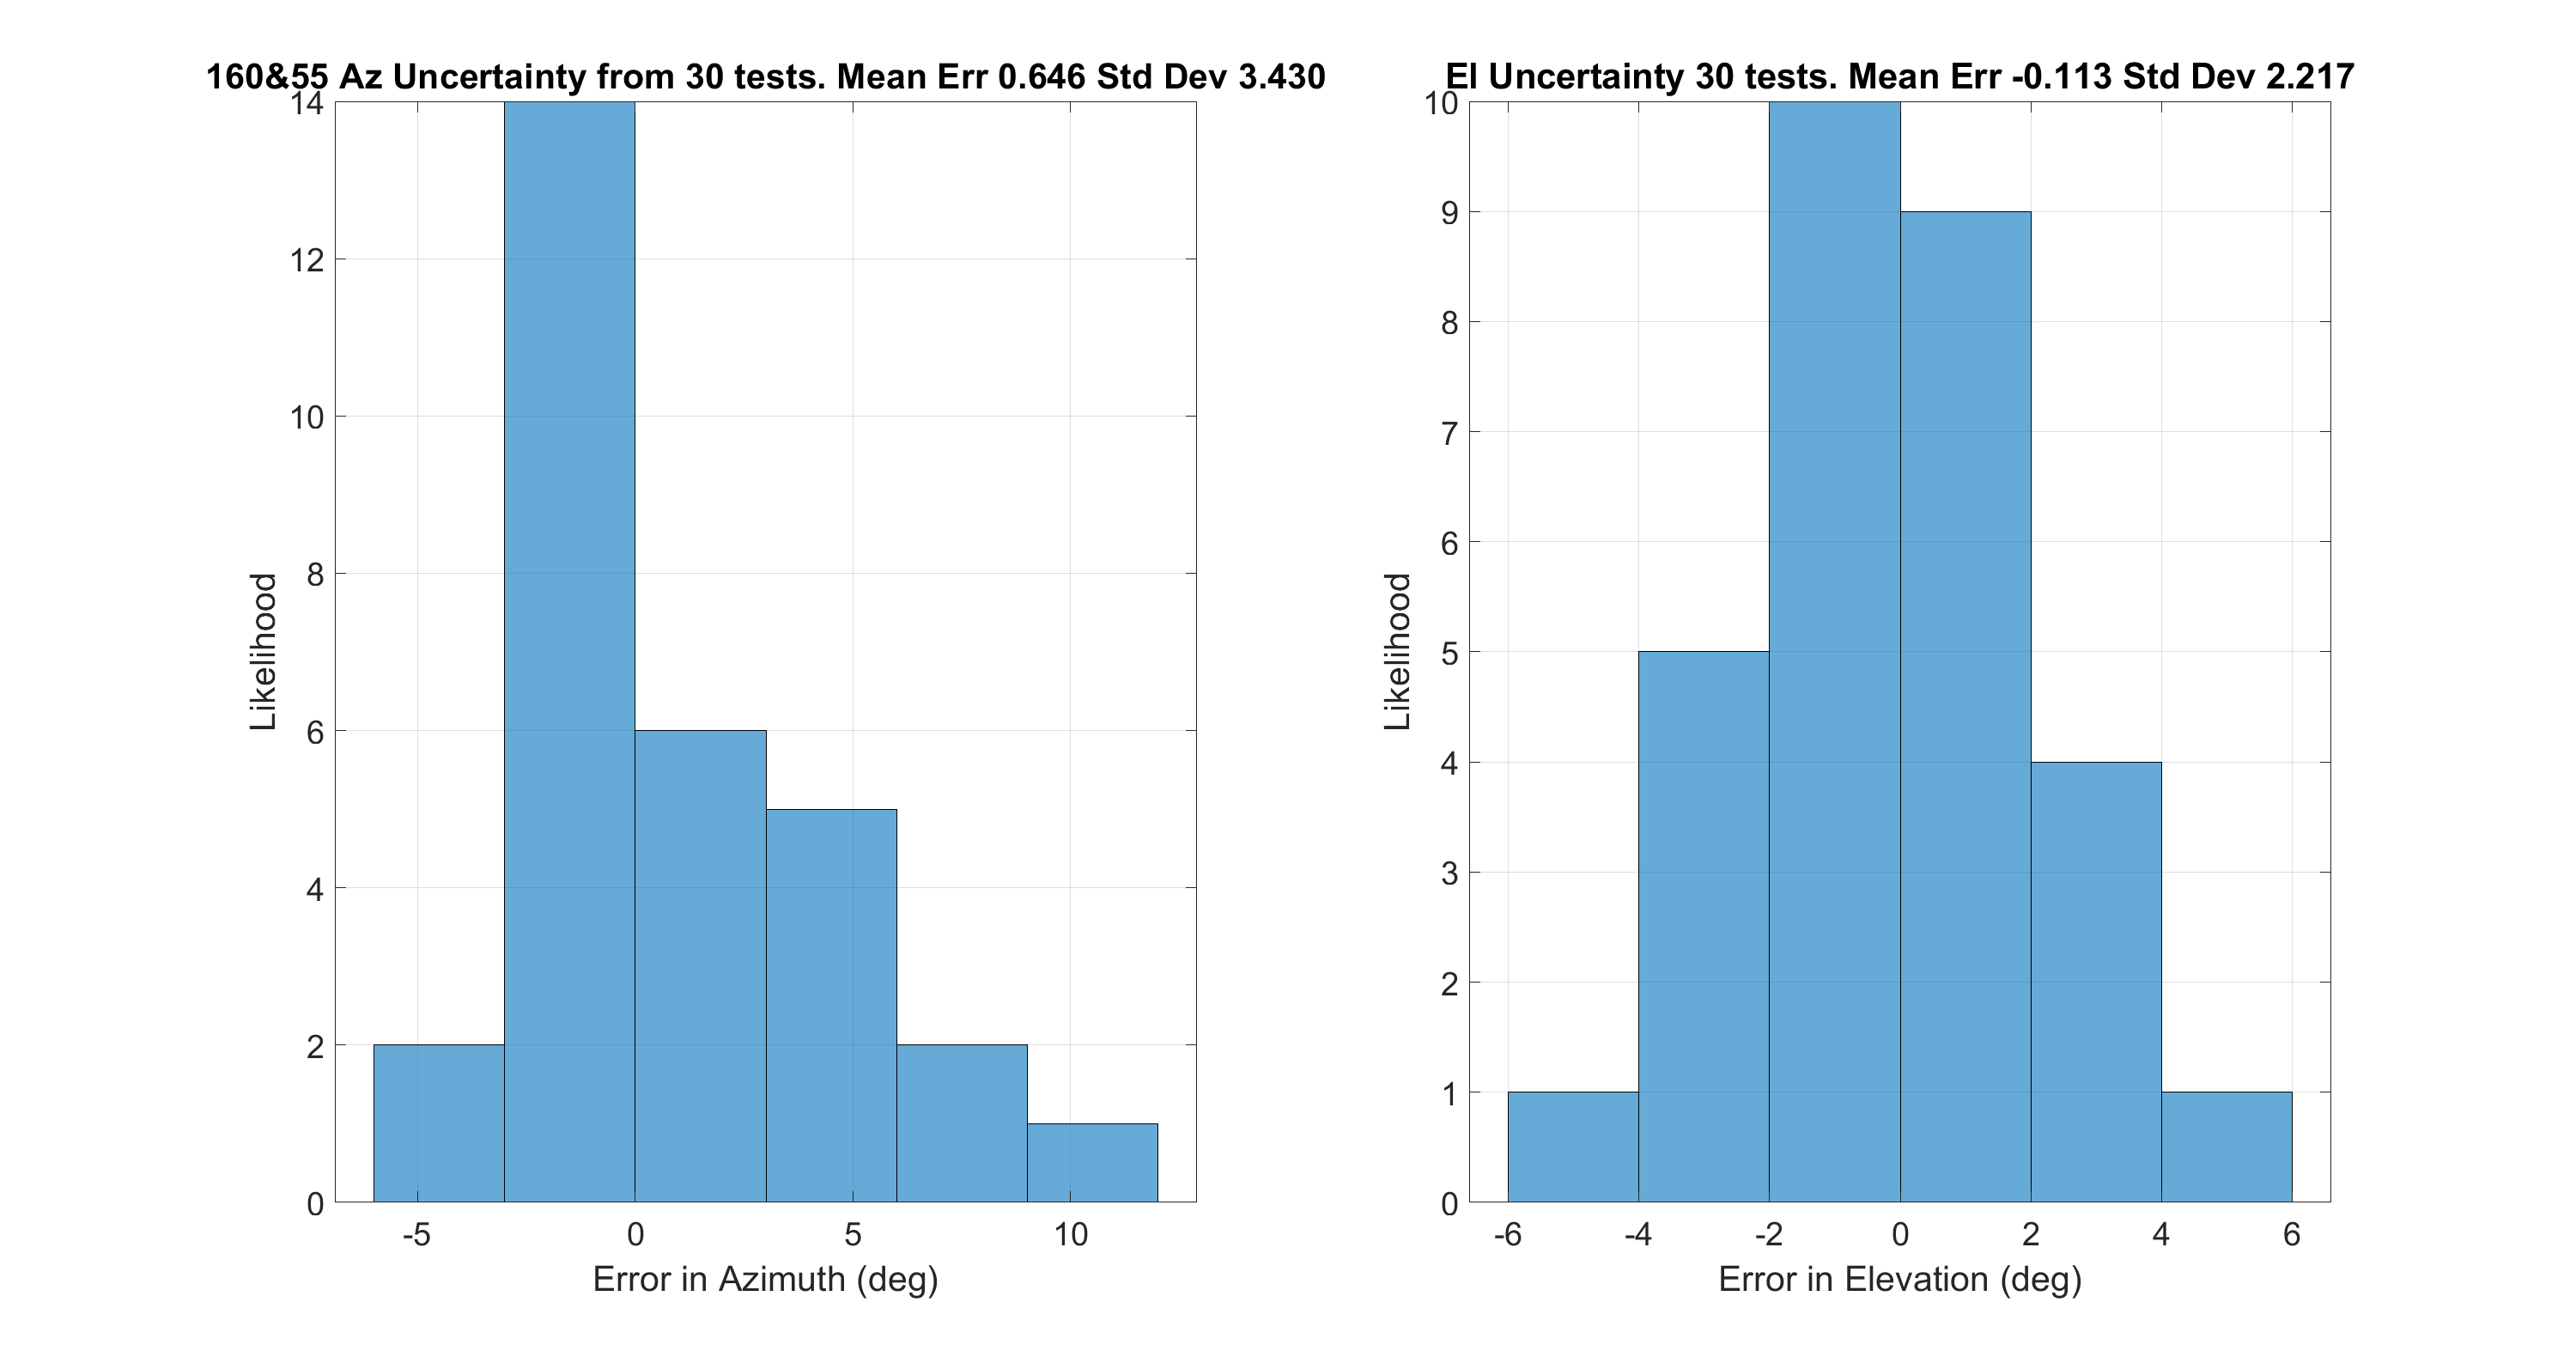 160&55 Az Uncertainty from 30 tests. Mean Err 0.646 Std Dev 3.430
14
12
10
8
6
4
2
0
Likelihood
-5 0 5 10
Error in Azimuth (deg)
El Uncertainty 30 tests. Mean Err -0.113 Std Dev 2.217
10
9
8
7
6
5
4
3
2
1
0
Likelihood
-6 -4 -2 0 2 4 6
Error in Elevation (deg)